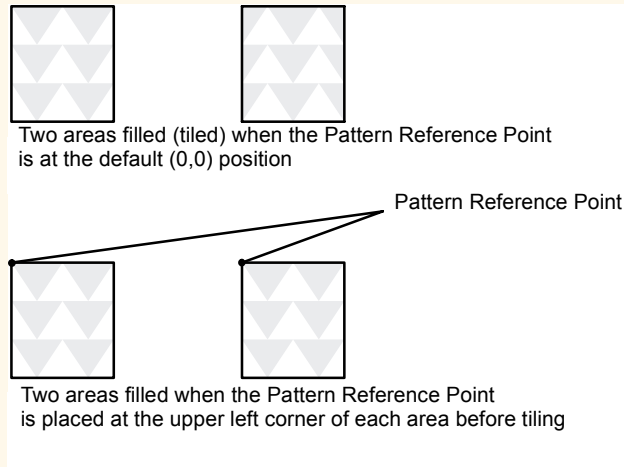 Two areas filled (tiled) when the Pattern Reference Point
is at the default (0,0) position
Pattern Reference Point
Two areas filled when the Pattern Reference Point
is placed at the upper left corner of each area before tiling